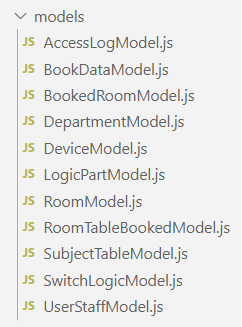 models
JS AccessLogModel.js
JS BookDataModel.js
JS BookedRoomModel.js
JS DepartmentModel.js
JS DeviceModel.js
JS LogicPartModel.js
JS RoomModel.js
JS RoomTableBookedModel.js
JS SubjectTableModel.js
JS SwitchLogicModel.js
JS UserStaffModel.js